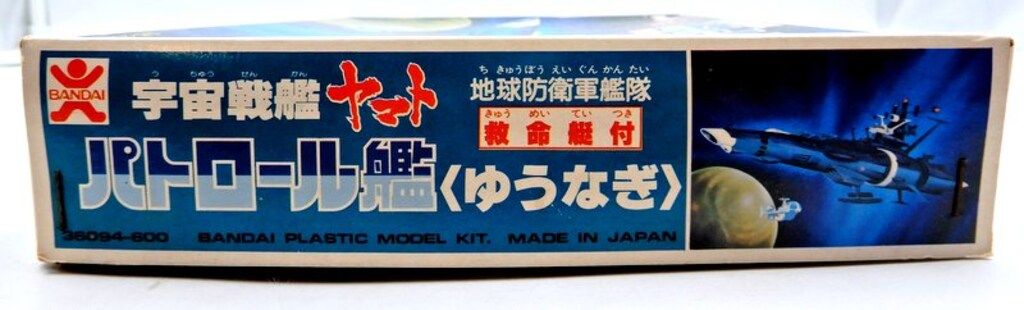 BANDAI
う ちゅう せん かん
宇宙戦艦ヤマト
ち きゅうぼう えい ぐん かん たい
地球防衛軍艦隊
きゅう めい てい つき
救命艇付
パトロール艦〈ゆうなぎ〉
36094-600 BANDAI PLASTIC MODEL KIT. MADE IN JAPAN